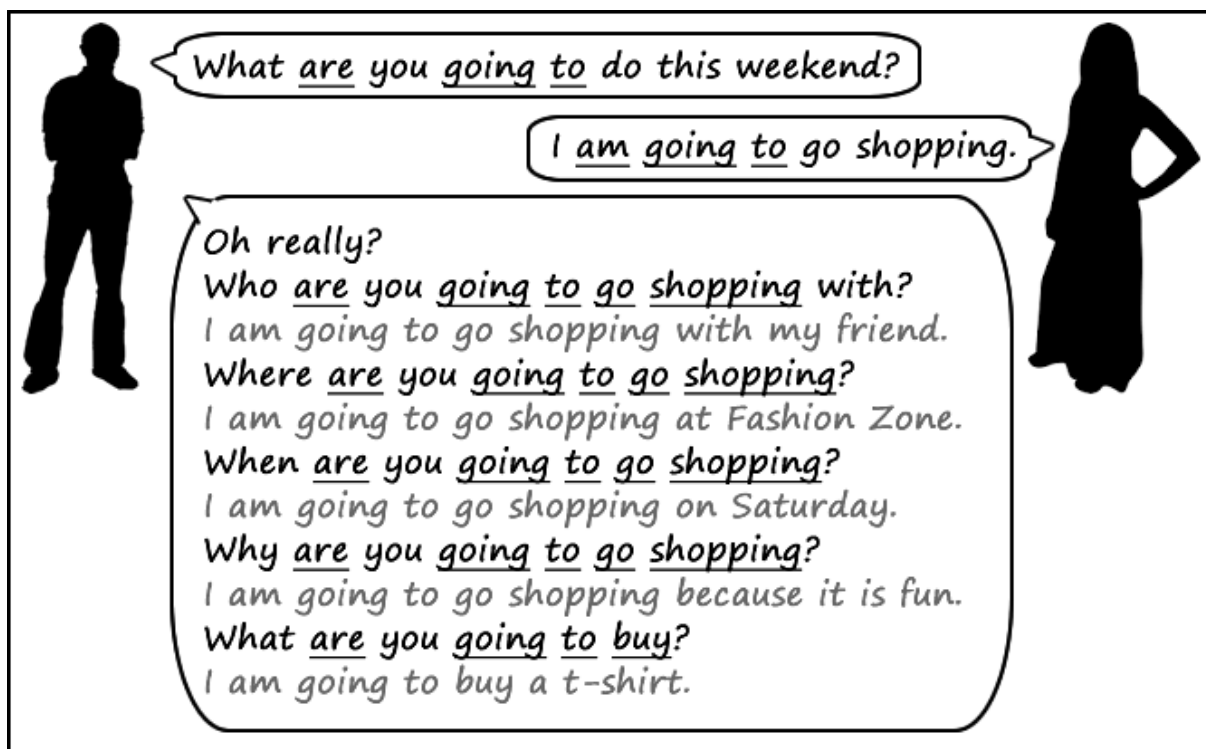 What are you going to do this weekend?
I am going to go shopping.
Oh really?
Who are you going to go shopping with?
I am going to go shopping with my friend.
Where are you going to go shopping?
I am going to go shopping at Fashion Zone.
When are you going to go shopping?
I am going to go shopping on Saturday.
Why are you going to go shopping?
I am going to go shopping because it is fun.
What are you going to buy?
I am going to buy a t-shirt.